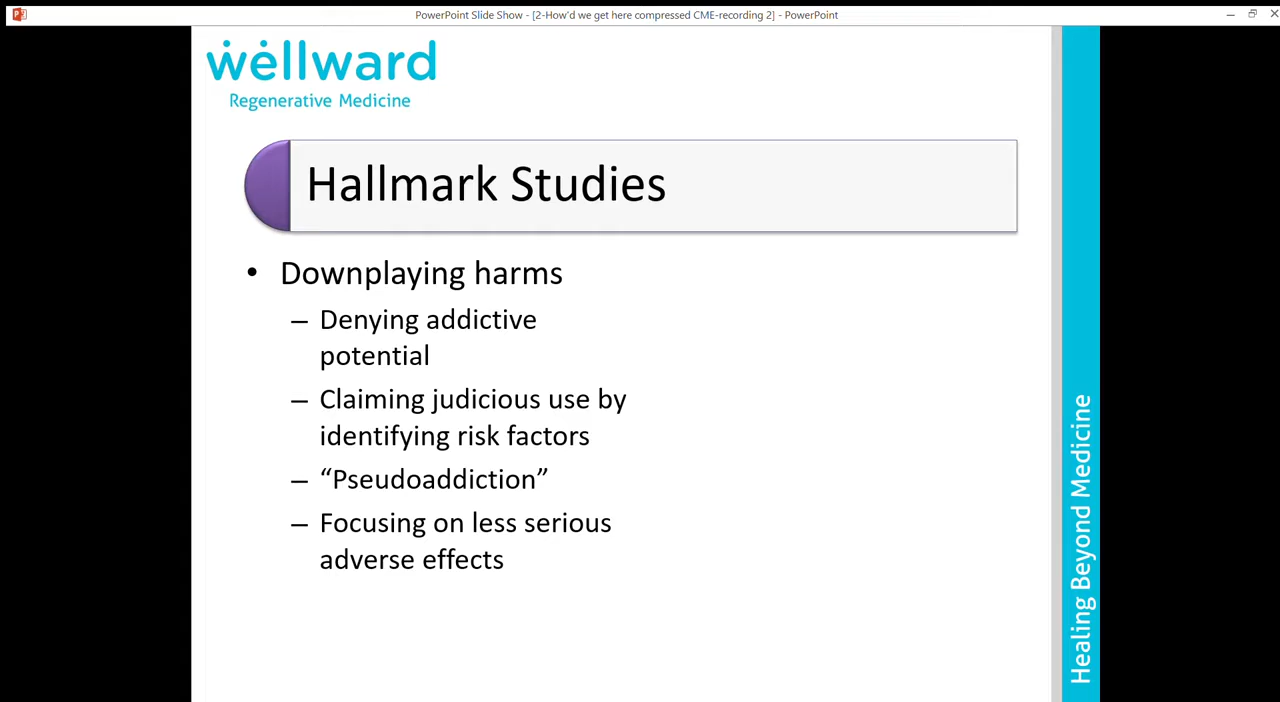 PowerPoint Slide Show - [2-How'd we get here compressed CME-recording 2] - PowerPoint
wellward
Regenerative Medicine
Hallmark Studies
• Downplaying harms
– Denying addictive
potential
– Claiming judicious use by
identifying risk factors
– “Pseudoaddiction”
– Focusing on less serious
adverse effects
Healing Beyond Medicine